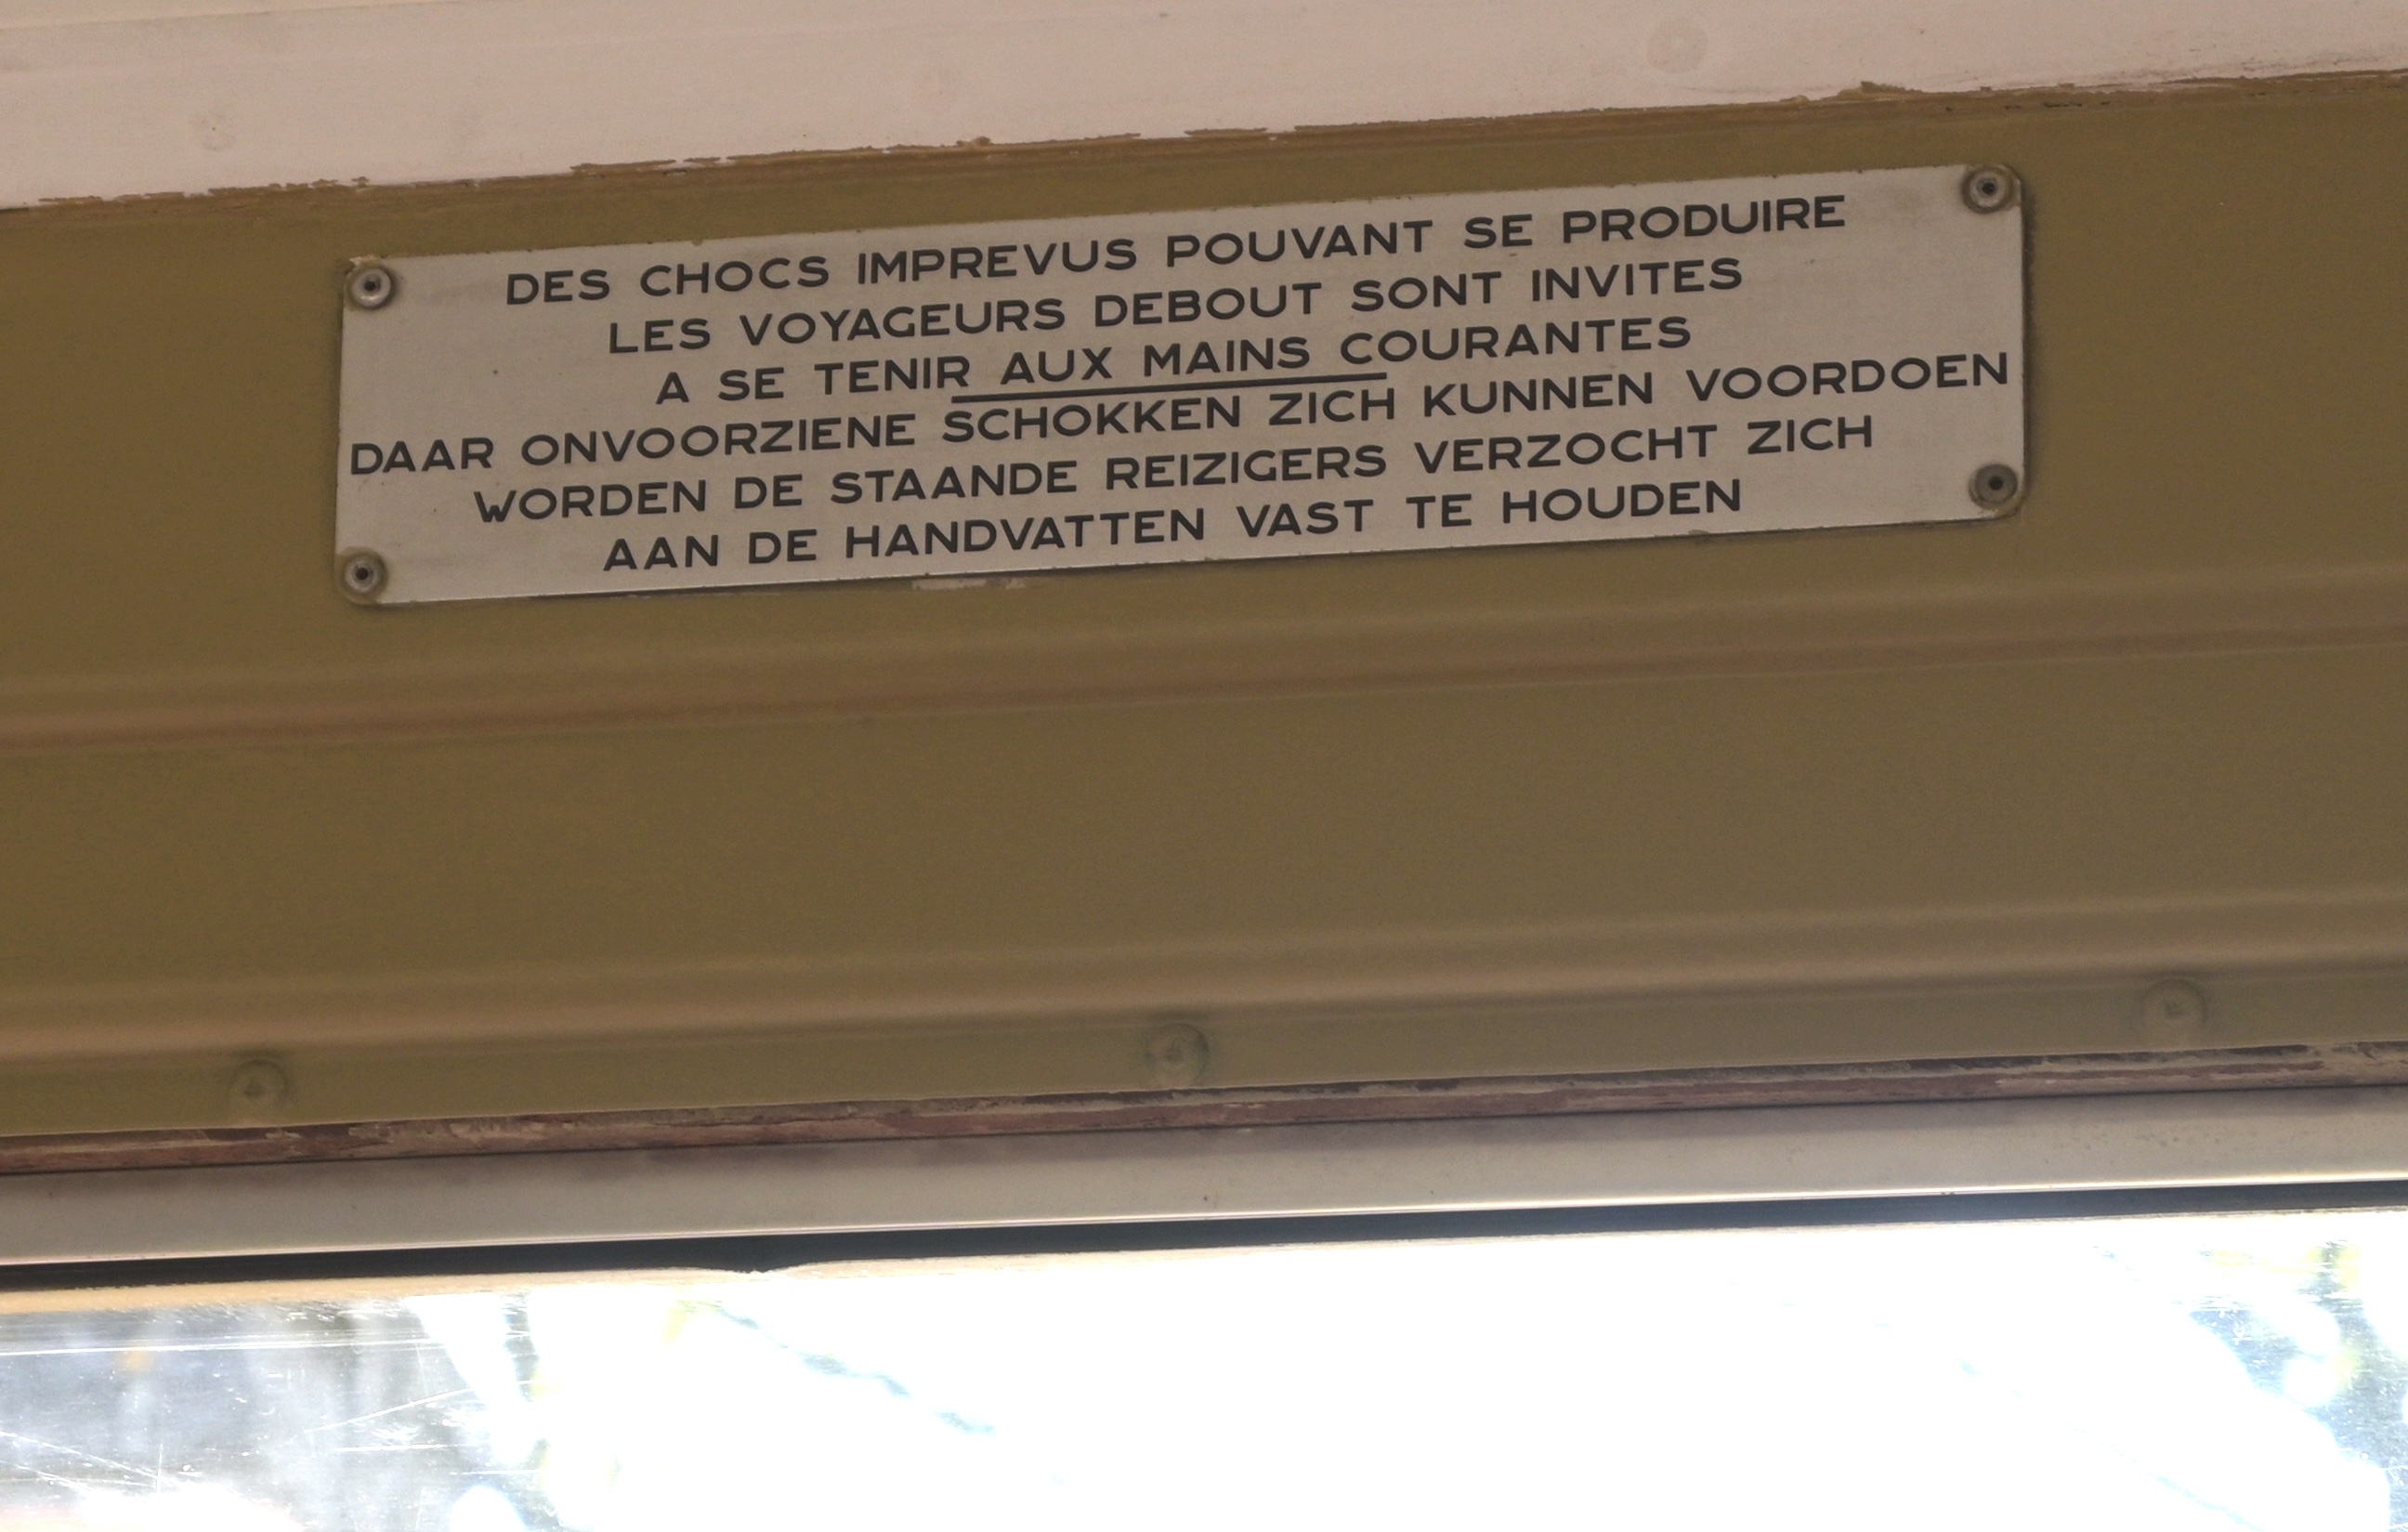 DES CHOCS IMPREVUS POUVANT SE PRODUIRE
LES VOYAGEURS DEBOUT SONT INVITES
A SE TENIR AUX MAINS COURANTES
DAAR ONVOORZIENE SCHOKKEN ZICH KUNNEN VOORDOEN
WORDEN DE STAANDE REIZIGERS VERZOCHT ZICH
AAN DE HANDVATTEN VAST TE HOUDEN